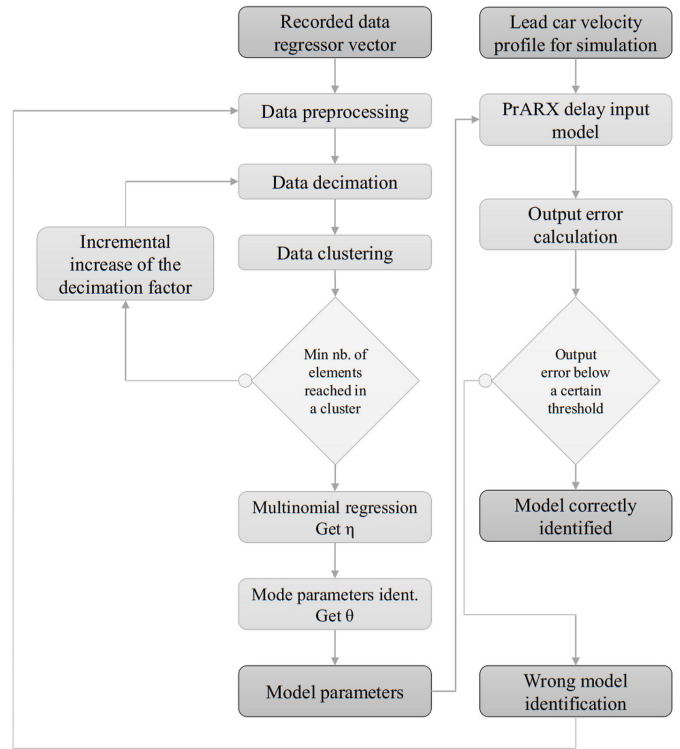 Recorded data
regressor vector
Data preprocessing
Data decimation
Incremental
increase of the
decimation factor
Data clustering
Min nb. of
elements
reached in
a cluster
Multinomial regression
Get η
Mode parameters ident.
Get θ
Model parameters
Lead car velocity
profile for simulation
PrARX delay input
model
Output error
calculation
Output
error below
a certain
threshold
Model correctly
identified
Wrong model
identification